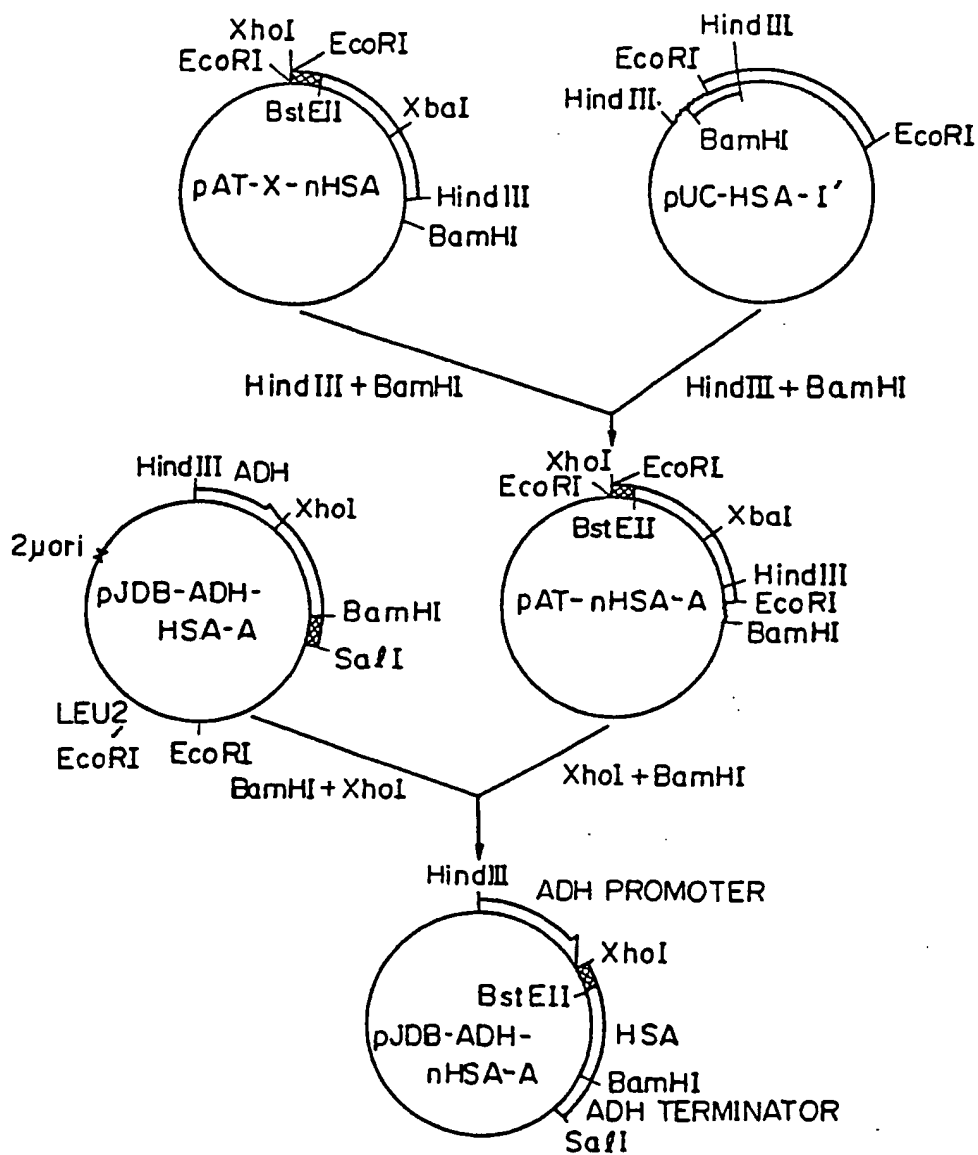 XhoI
EcoRI
EcoRI
BstEII
XbaI
pAT-X-nHSA
HindIII
BamHI
HindIII
EcoRI
HindIII
BamHI
EcoRI
pUC-HSA-I'
HindIII+BamHI
HindIII+BamHI
HindIII
ADH
XhoI
2μori
pJDB-ADH-
HSA-A
BamHI
SalI
LEU2
EcoRI
EcoRI
XhoI
EcoRI
EcoRI
BstEII
XbaI
pAT-nHSA-A
HindIII
EcoRI
BamHI
BamHI+XhoI
XhoI+BamHI
HindIII
ADH PROMOTER
XhoI
BstEII
pJDB-ADH-
nHSA-A
HSA
BamHI
ADH TERMINATOR
SalI